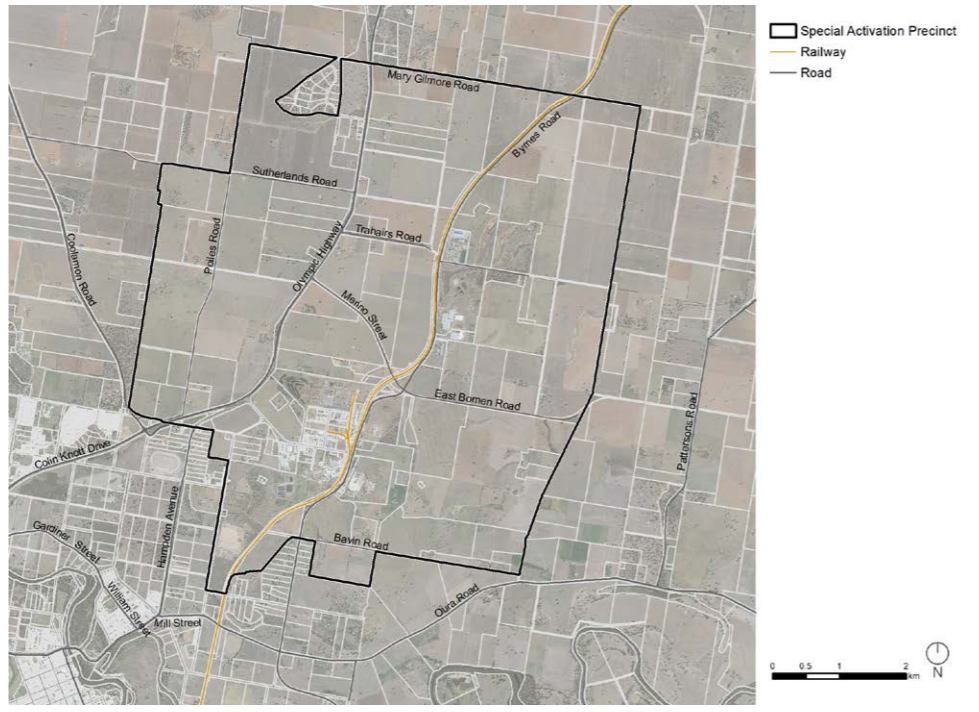 Special Activation Precinct
Railway
Road
Mary Gilmore Road
Byrnes Road
Sutherlands Road
Trahairs Road
Poiles Road
Olympic Highway
Coolamon Road
Merino Street
East Bomen Road
Pattersons Road
Colin Knott Drive
Hampden Avenue
Gardiner Street
Bavin Road
William Street
Mill Street
Oura Road
0 0.5 1 2
km
N